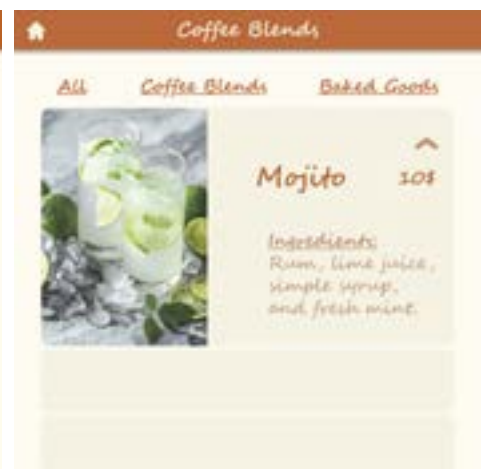 Coffee Blends
All Coffee Blends Baked Goods
Mojito 10$
Ingredients:
Rum, lime juice,
simple syrup,
and fresh mint.